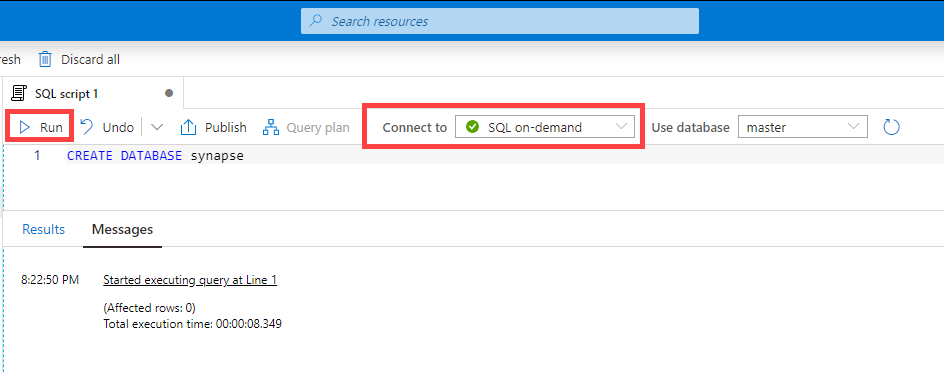 Search resources
resh Discard all
SQL script 1
Run Undo Publish Query plan Connect to SQL on-demand Use database master
1 CREATE DATABASE synapse
Results Messages
8:22:50 PM Started executing query at Line 1
(Affected rows: 0)
Total execution time: 00:00:08.349